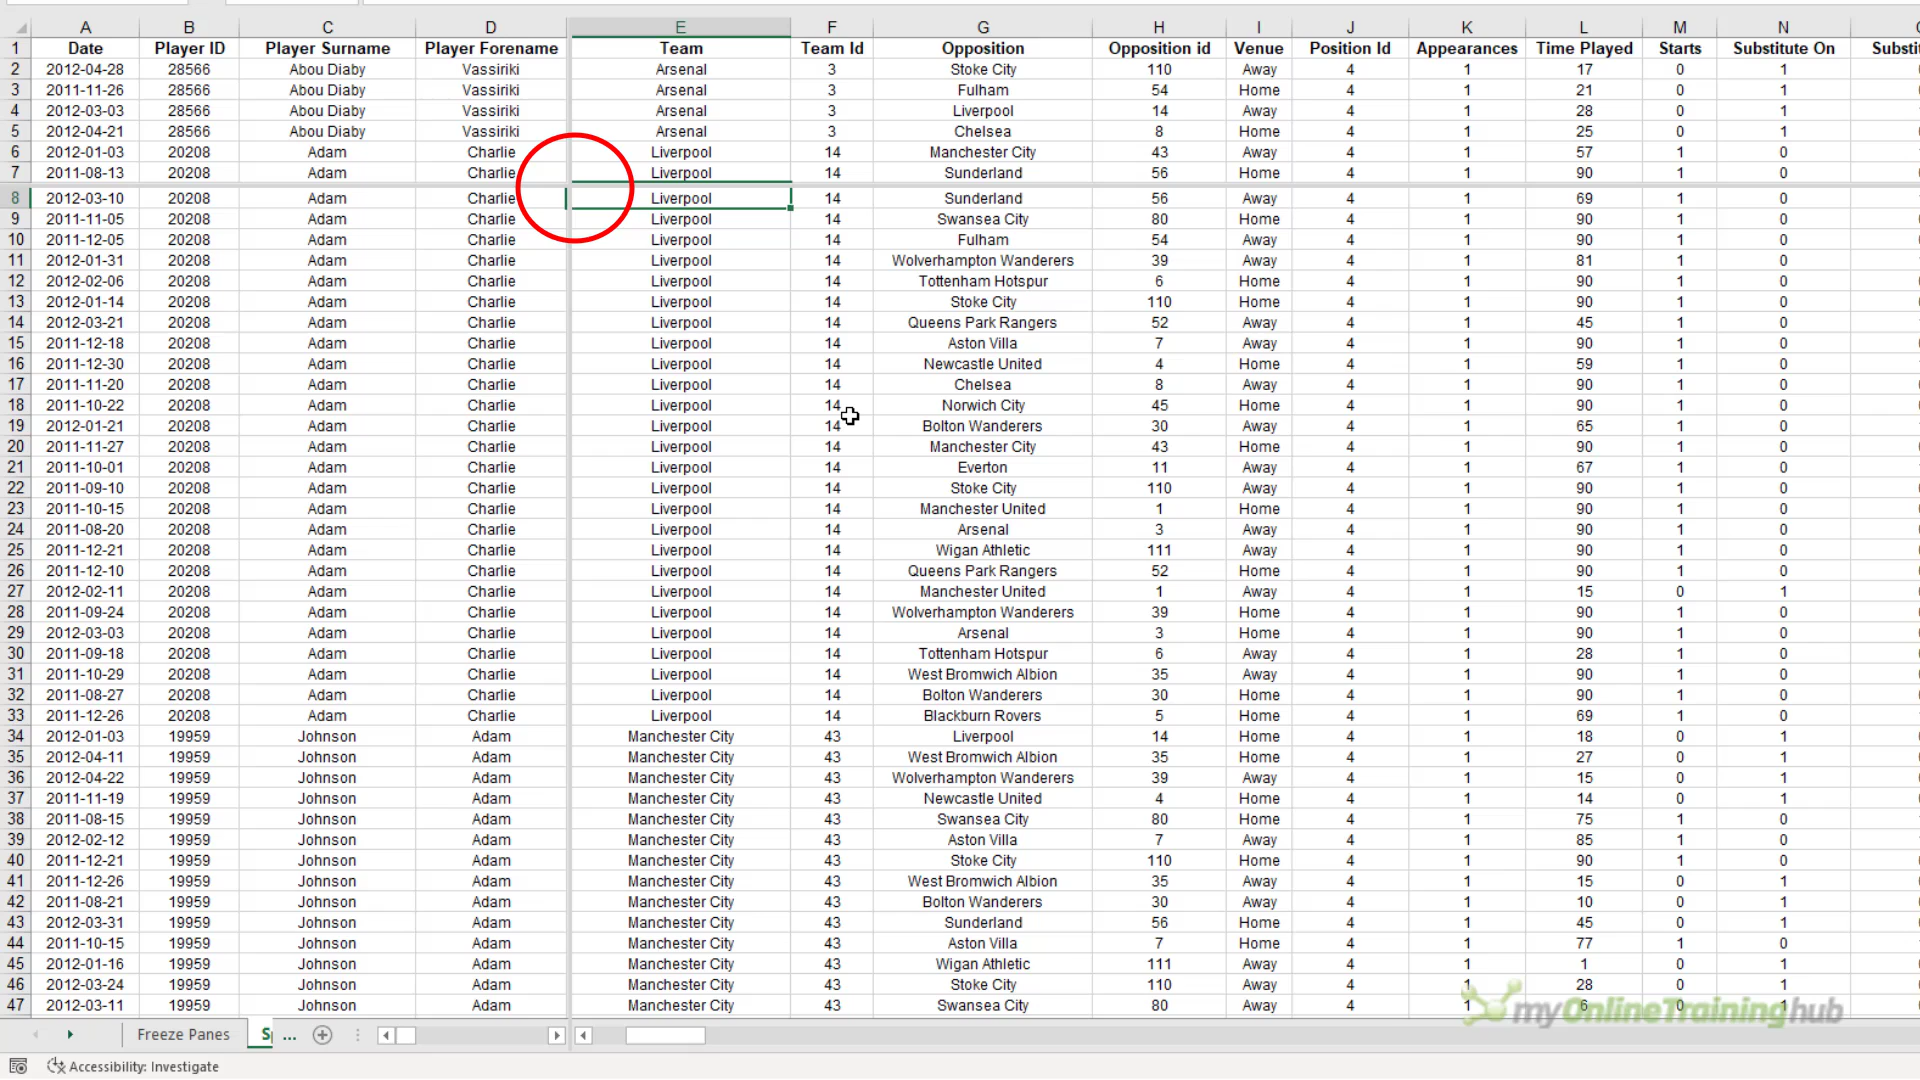 A B C D E F G H I J K L M N
1 Date Player ID Player Surname Player Forename Team Team Id Opposition Opposition id Venue Position Id Appearances Time Played Starts Substitute On
2 2012-04-28 28566 Abou Diaby Vassiriki Arsenal 3 Stoke City 110 Away 4 1 17 0 1
3 2011-11-26 28566 Abou Diaby Vassiriki Arsenal 3 Fulham 54 Home 4 1 21 0 1
4 2012-03-03 28566 Abou Diaby Vassiriki Arsenal 3 Liverpool 14 Away 4 1 28 0 1
5 2012-04-21 28566 Abou Diaby Vassiriki Arsenal 3 Chelsea 8 Home 4 1 25 0 1
6 2012-01-03 20208 Adam Charlie Liverpool 14 Manchester City 43 Away 4 1 57 1 0
7 2011-08-13 20208 Adam Charlie Liverpool 14 Sunderland 56 Home 4 1 90 1 0
8 2012-03-10 20208 Adam Charlie Liverpool 14 Sunderland 56 Away 4 1 69 1 0
9 2011-11-05 20208 Adam Charlie Liverpool 14 Swansea City 80 Home 4 1 90 1 0
10 2011-12-05 20208 Adam Charlie Liverpool 14 Fulham 54 Away 4 1 90 1 0
11 2012-01-31 20208 Adam Charlie Liverpool 14 Wolverhampton Wanderers 39 Away 4 1 81 1 0
12 2012-02-06 20208 Adam Charlie Liverpool 14 Tottenham Hotspur 6 Home 4 1 90 1 0
13 2012-01-14 20208 Adam Charlie Liverpool 14 Stoke City 110 Home 4 1 90 1 0
14 2012-03-21 20208 Adam Charlie Liverpool 14 Queens Park Rangers 52 Away 4 1 45 1 0
15 2011-12-18 20208 Adam Charlie Liverpool 14 Aston Villa 7 Away 4 1 90 1 0
16 2011-12-30 20208 Adam Charlie Liverpool 14 Newcastle United 4 Home 4 1 59 1 0
17 2011-11-20 20208 Adam Charlie Liverpool 14 Chelsea 8 Away 4 1 90 1 0
18 2011-10-22 20208 Adam Charlie Liverpool 14 Norwich City 45 Home 4 1 90 1 0
19 2012-01-21 20208 Adam Charlie Liverpool 14 Bolton Wanderers 30 Away 4 1 65 1 0
20 2011-11-27 20208 Adam Charlie Liverpool 14 Manchester City 43 Home 4 1 90 1 0
21 2011-10-01 20208 Adam Charlie Liverpool 14 Everton 11 Away 4 1 67 1 0
22 2011-09-10 20208 Adam Charlie Liverpool 14 Stoke City 110 Away 4 1 90 1 0
23 2011-10-15 20208 Adam Charlie Liverpool 14 Manchester United 1 Home 4 1 90 1 0
24 2011-08-20 20208 Adam Charlie Liverpool 14 Arsenal 3 Away 4 1 90 1 0
25 2011-12-21 20208 Adam Charlie Liverpool 14 Wigan Athletic 111 Away 4 1 90 1 0
26 2011-12-10 20208 Adam Charlie Liverpool 14 Queens Park Rangers 52 Home 4 1 90 1 0
27 2012-02-11 20208 Adam Charlie Liverpool 14 Manchester United 1 Away 4 1 15 0 1
28 2011-09-24 20208 Adam Charlie Liverpool 14 Wolverhampton Wanderers 39 Home 4 1 90 1 0
29 2012-03-03 20208 Adam Charlie Liverpool 14 Arsenal 3 Home 4 1 90 1 0
30 2011-09-18 20208 Adam Charlie Liverpool 14 Tottenham Hotspur 6 Away 4 1 28 1 0
31 2011-10-29 20208 Adam Charlie Liverpool 14 West Bromwich Albion 35 Away 4 1 90 1 0
32 2011-08-27 20208 Adam Charlie Liverpool 14 Bolton Wanderers 30 Home 4 1 90 1 0
33 2011-12-26 20208 Adam Charlie Liverpool 14 Blackburn Rovers 5 Home 4 1 69 1 0
34 2012-01-03 19959 Johnson Adam Manchester City 43 Liverpool 14 Home 4 1 18 0 1
35 2012-04-11 19959 Johnson Adam Manchester City 43 West Bromwich Albion 35 Home 4 1 27 0 1
36 2012-04-22 19959 Johnson Adam Manchester City 43 Wolverhampton Wanderers 39 Away 4 1 15 0 1
37 2011-11-19 19959 Johnson Adam Manchester City 43 Newcastle United 4 Home 4 1 14 0 1
38 2011-08-15 19959 Johnson Adam Manchester City 43 Swansea City 80 Home 4 1 75 1 0
39 2012-02-12 19959 Johnson Adam Manchester City 43 Aston Villa 7 Away 4 1 85 1 0
40 2011-12-21 19959 Johnson Adam Manchester City 43 Stoke City 110 Home 4 1 90 1 0
41 2011-12-26 19959 Johnson Adam Manchester City 43 West Bromwich Albion 35 Away 4 1 15 0 1
42 2011-08-21 19959 Johnson Adam Manchester City 43 Bolton Wanderers 30 Away 4 1 10 0 1
43 2012-03-31 19959 Johnson Adam Manchester City 43 Sunderland 56 Home 4 1 45 0 1
44 2011-10-15 19959 Johnson Adam Manchester City 43 Aston Villa 7 Home 4 1 77 1 0
45 2012-01-16 19959 Johnson Adam Manchester City 43 Wigan Athletic 111 Away 4 1 1 0 1
46 2012-03-24 19959 Johnson Adam Manchester City 43 Stoke City 110 Away 4 1 28 0 1
47 2012-03-11 19959 Johnson Adam Manchester City 43 Swansea City 80 Away 4 1 6 0 1
myOnlineTraininghub
Freeze Panes ...
Accessibility: Investigate